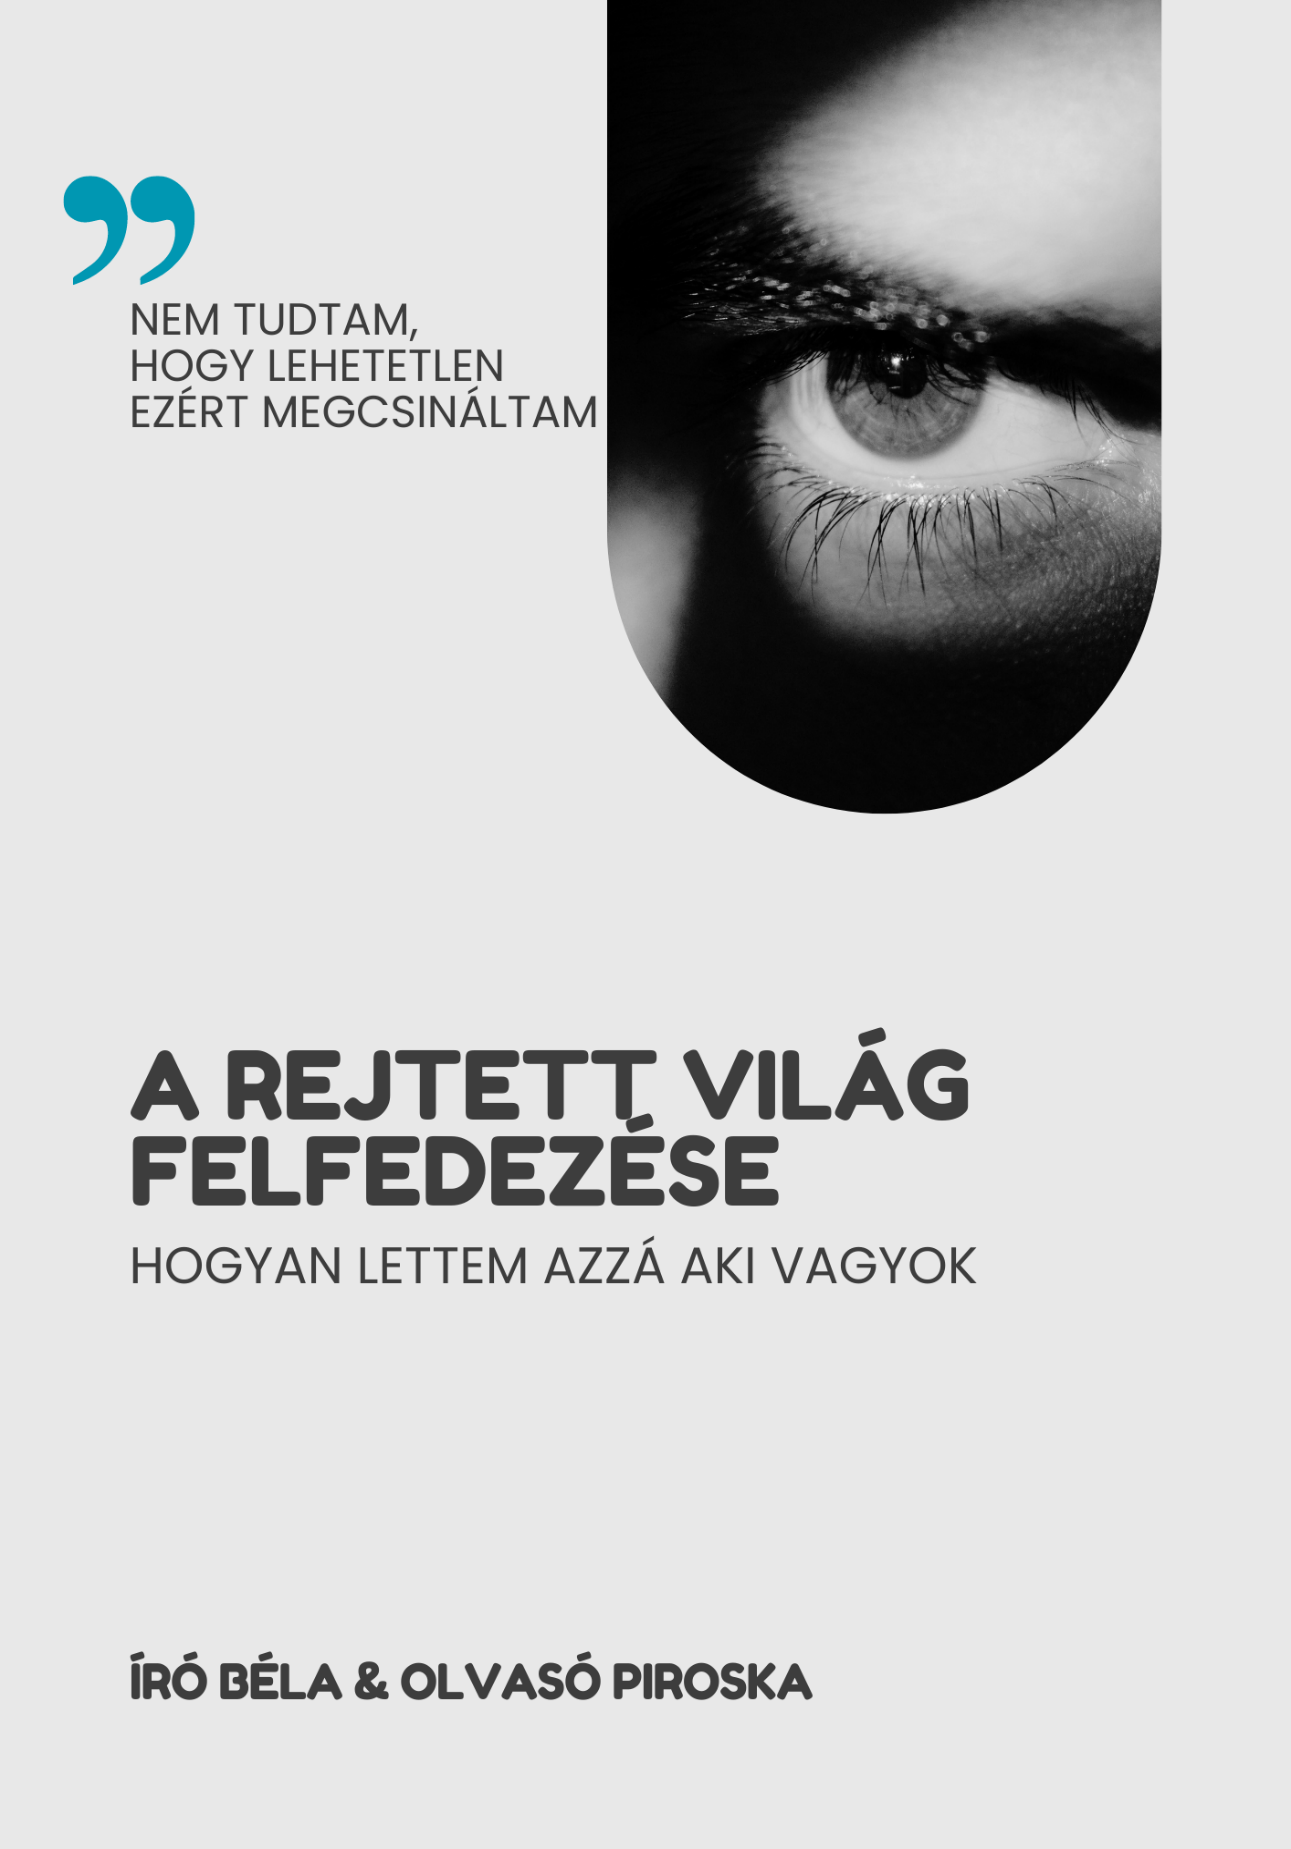 ”
NEM TUDTAM,
HOGY LEHETETLEN
EZÉRT MEGCSINÁLTAM
A REJTETT VILÁG
FELFEDEZÉSE
HOGYAN LETTEM AZZÁ AKI VAGYOK
ÍRÓ BÉLA & OLVASÓ PIROSKA